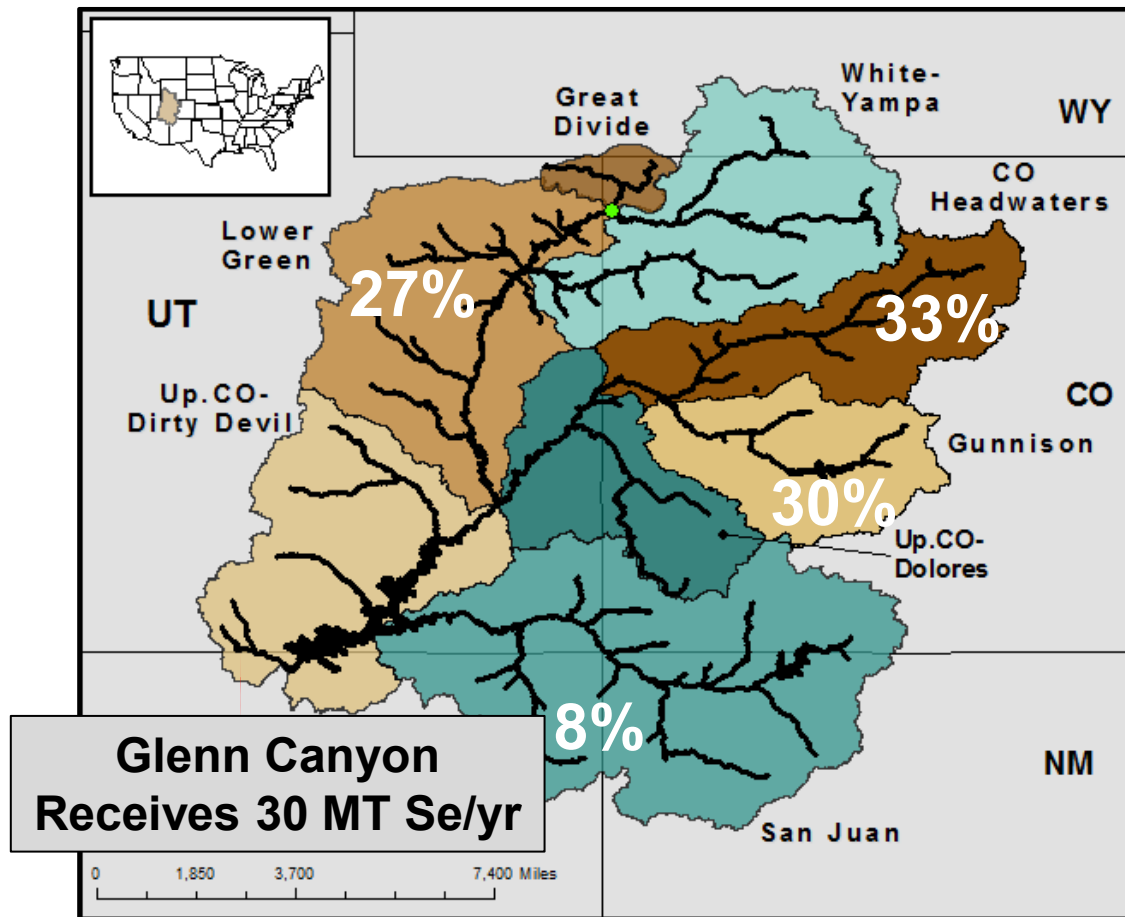 White-
Yampa
Great
Divide
WY
CO
Headwaters
Lower
Green
27%
33%
UT
Up.CO-
Dirty Devil
CO
Gunnison
30%
Up.CO-
Dolores
8%
Glenn Canyon
Receives 30 MT Se/yr
NM
San Juan
0 1,850 3,700 7,400 Miles